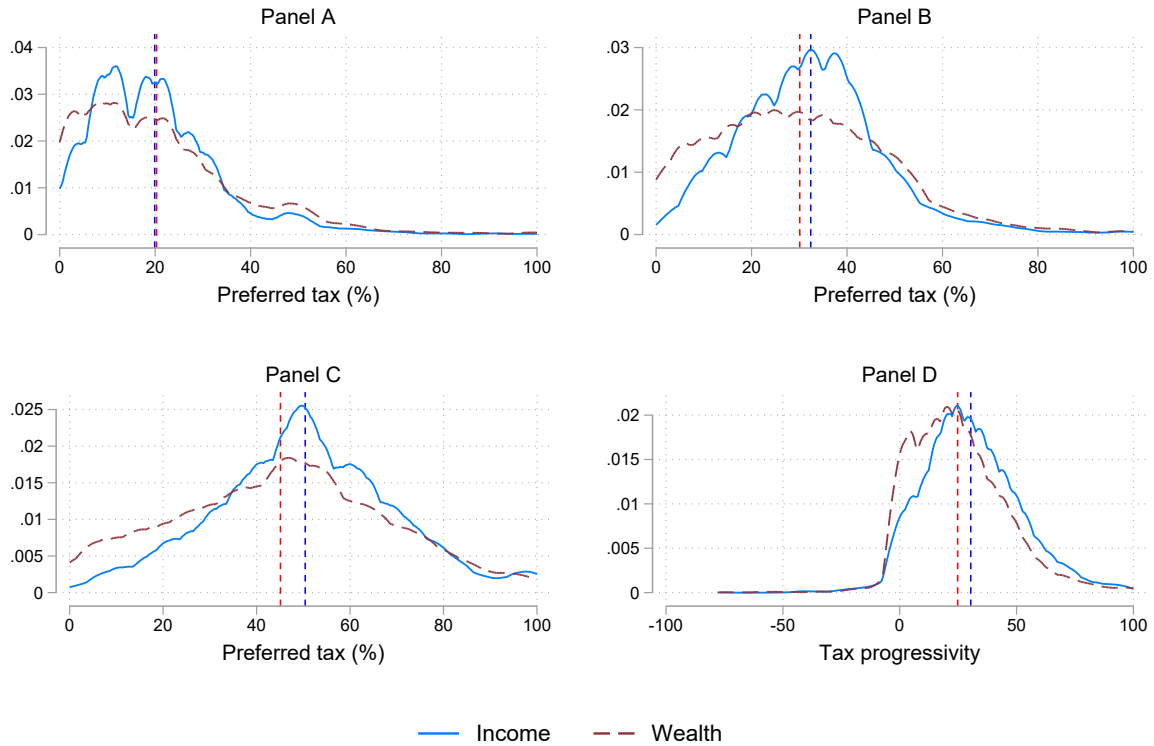 Panel A
.04
.03
.02
.01
0
0 20 40 60 80 100
Preferred tax (%)
Panel B
.03
.02
.01
0
0 20 40 60 80 100
Preferred tax (%)
Panel C
.025
.02
.015
.01
.005
0
0 20 40 60 80 100
Preferred tax (%)
Panel D
.02
.015
.01
.005
0
-100 -50 0 50 100
Tax progressivity
Income Wealth